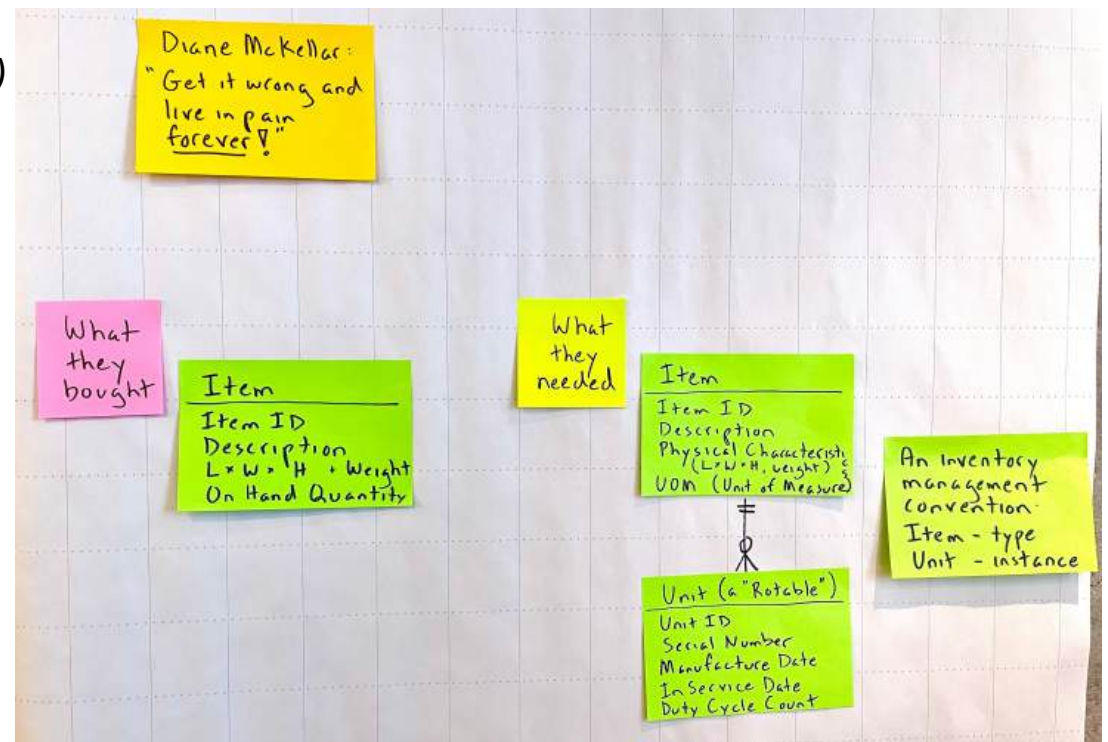 )
Diane McKellar:
"Get it wrong and
live in pain
forever!"
What
they
bought
Item
Item ID
Description
L * W * H + Weight
On Hand Quantity
What
they
needed
Item
Item ID
Description
Physical Characteristics
(L*W*H, weight)
UOM (Unit of Measure)
Unit (a "Rotable")
Unit ID
Serial Number
Manufacture Date
In Service Date
Duty Cycle Count
An inventory
management
convention:
Item - type
Unit - instance